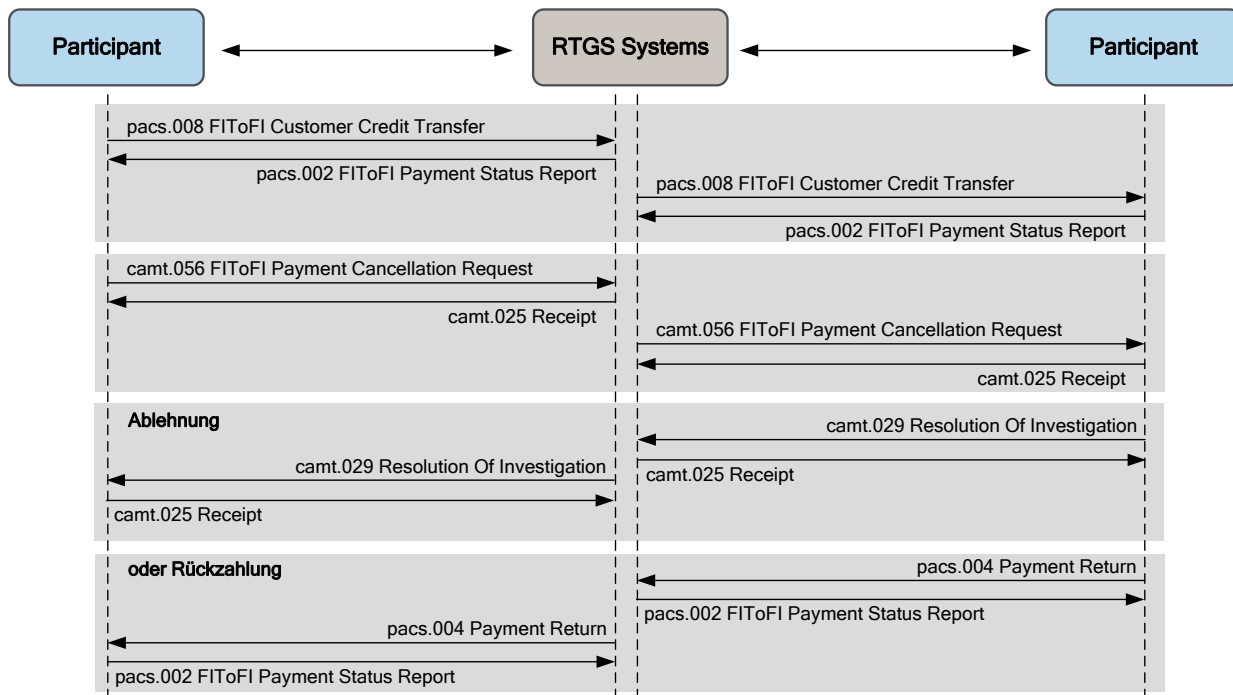 Participant
RTGS Systems
Participant
pacs.008 FIToFI Customer Credit Transfer
pacs.002 FIToFI Payment Status Report
pacs.008 FIToFI Customer Credit Transfer
pacs.002 FIToFI Payment Status Report
camt.056 FIToFI Payment Cancellation Request
camt.025 Receipt
camt.056 FIToFI Payment Cancellation Request
camt.025 Receipt
Ablehnung
camt.029 Resolution Of Investigation
camt.029 Resolution Of Investigation
camt.025 Receipt
camt.025 Receipt
oder Rückzahlung
pacs.004 Payment Return
pacs.002 FIToFI Payment Status Report
pacs.004 Payment Return
pacs.002 FIToFI Payment Status Report